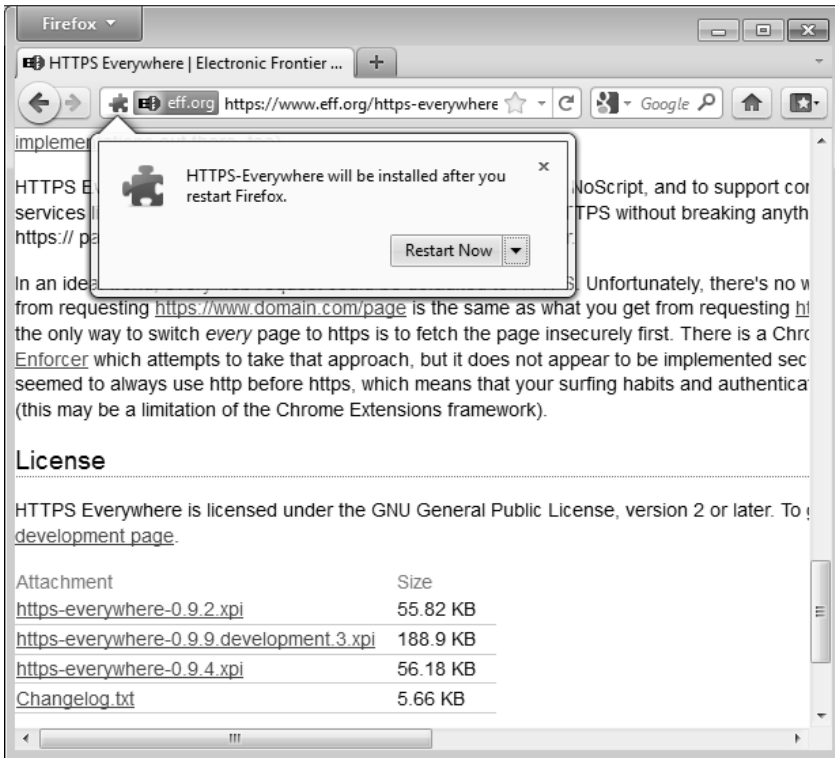 Firefox
HTTPS Everywhere | Electronic Frontier ...
eff.org https://www.eff.org/https-everywhere
Google
HTTPS-Everywhere will be installed after you
restart Firefox.
Restart Now
HTTPS NoScript, and to support
services TPS without breaking
https://
In an S. Unfortunately, there's no
from requesting https://www.domain.com/page is the same as what you get from requesting
the only way to switch every page to https is to fetch the page insecurely first. There is a
Enforcer which attempts to take that approach, but it does not appear to be implemented
seemed to always use http before https, which means that your surfing habits and
(this may be a limitation of the Chrome Extensions framework).
License
HTTPS Everywhere is licensed under the GNU General Public License, version 2 or later. To
development page.
Attachment Size
https-everywhere-0.9.2.xpi 55.82 KB
https-everywhere-0.9.9.development.3.xpi 188.9 KB
https-everywhere-0.9.4.xpi 56.18 KB
Changelog.txt 5.66 KB